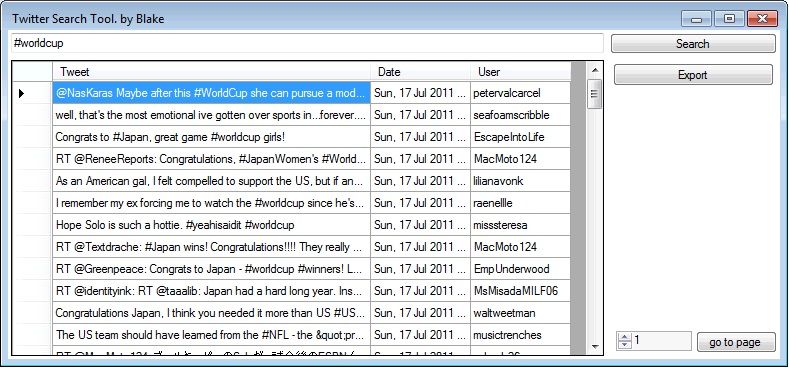 Twitter Search Tool. by Blake
#worldcup
Search
Export
Tweet Date User
@NasKaras Maybe after this #WorldCup she can pursue a mod... Sun, 17 Jul 2011 ... petervalcarcel
well, that's the most emotional ive gotten over sports in...forever.... Sun, 17 Jul 2011 ... seafoamscribble
Congrats to #Japan, great game #worldcup girls! Sun, 17 Jul 2011 ... EscapeIntoLife
RT @ReneeReports: Congratulations, #JapanWomen's #World... Sun, 17 Jul 2011 ... MacMoto124
As an American gal, I felt compelled to support the US, but if an... Sun, 17 Jul 2011 ... lilianavonk
I remember my ex forcing me to watch the #worldcup since he's... Sun, 17 Jul 2011 ... raenellle
Hope Solo is such a hottie. #yeahisaidit #worldcup Sun, 17 Jul 2011 ... misssteresa
RT @Textdrache: #Japan wins! Congratulations!!!! They really ... Sun, 17 Jul 2011 ... MacMoto124
RT @Greenpeace: Congrats to Japan - #worldcup #winners! L... Sun, 17 Jul 2011 ... EmpUnderwood
RT @identityink: RT @taaalib: Japan had a hard long year. Ins... Sun, 17 Jul 2011 ... MsMisadaMILF06
Congratulations Japan, I think you needed it more than US #US... Sun, 17 Jul 2011 ... waltweetman
The US team should have learned from the #NFL - the &quot;pr... Sun, 17 Jul 2011 ... musictrenches
RT @MacMoto124: Sun, 17 Jul 2011 ...
1
go to page